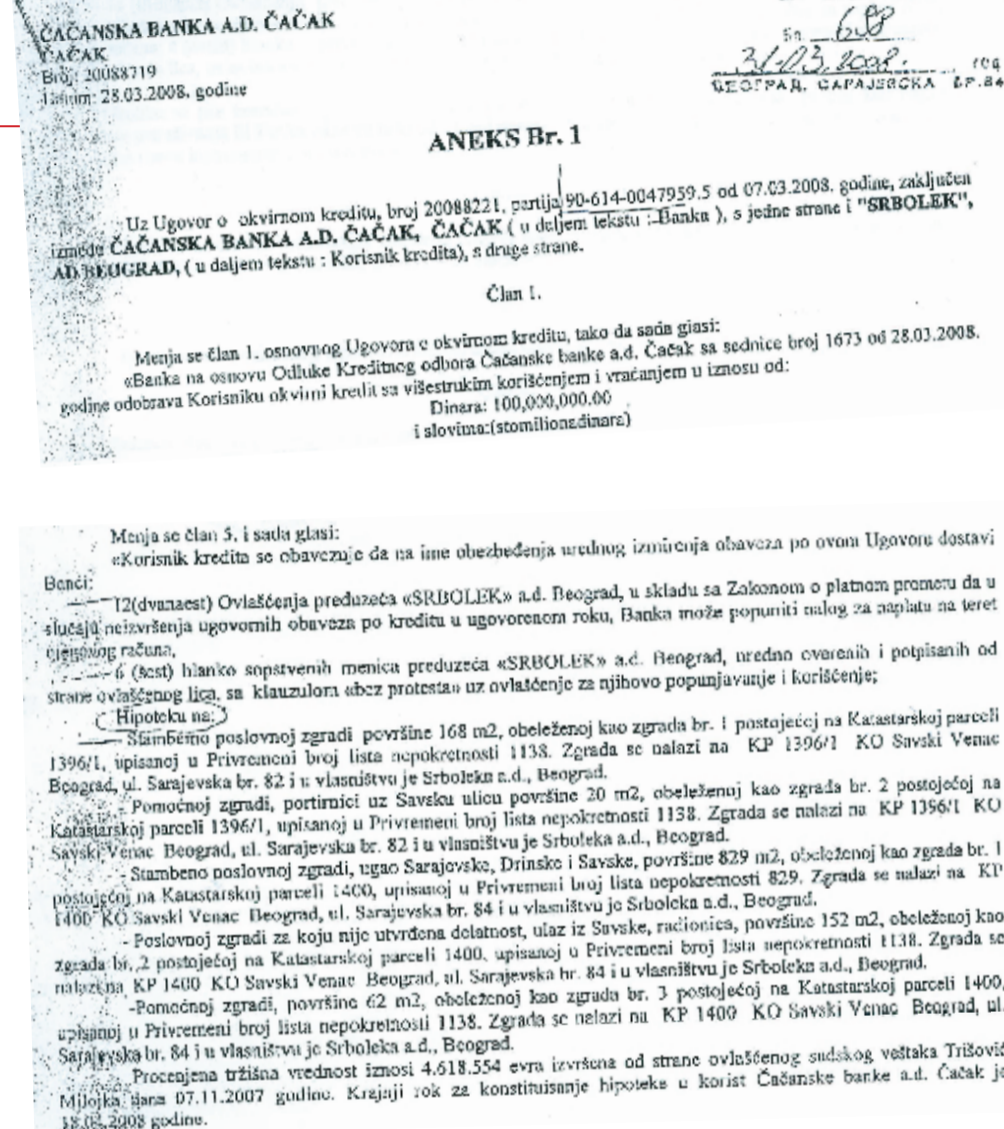 ČAČANSKA BANKA A.D. ČAČAK
ČAČAK
Broj: 20088719
Datum: 28.03.2008. godine
Бр. 688
31.03.2008. год
БЕОГРАД, САРАЈЕВСКА БР.84
ANEKS Br. 1
Uz Ugovor o okvirnom kreditu, broj 20088221, partija 90-614-0047959.5 od 07.03.2008. godine, zaključen
između ČAČANSKA BANKA A.D. ČAČAK, ČAČAK ( u daljem tekstu : Banka ), s jedne strane i "SRBOLEK",
AD BEOGRAD, ( u daljem tekstu : Korisnik kredita), s druge strane.
Član 1.
Menja se član 1. osnovnog Ugovora o okvirnom kreditu, tako da sada glasi:
«Banka na osnovu Odluke Kreditnog odbora Čačanske banke a.d. Čačak sa sednice broj 1673 od 28.03.2008.
godine odobrava Korisniku okvirni kredit sa višestrukim korišćenjem i vraćanjem u iznosu od:
Dinara: 100,000,000.00
i slovima:(stomilionadinara)
Menja se član 5, i sada glasi:
«Korisnik kredita se obavezuje da na ime obezbeđenja urednog izmirenja obaveza po ovom Ugovoru dostavi
Banci:
12(dvanaest) Ovlašćenja preduzeća «SRBOLEK» a.d. Beograd, u skladu sa Zakonom o platnom prometu da u
slučaju neizvršenja ugovornih obaveza po kreditu u ugovorenom roku, Banka može popuniti nalog za naplatu na teret
njegovog računa,
6 (šest) blanko sopstvenih menica preduzeća «SRBOLEK» a.d. Beograd, uredno overenih i potpisanih od
strane ovlašćenog lica, sa klauzulom «bez protesta» uz ovlašćenje za njihovo popunjavanje i korišćenje;
Hipoteku na:
- Stambeno poslovnoj zgradi površine 168 m2, obeleženoj kao zgrada br. 1 postojećoj na Katastarskoj parceli
1396/1, upisanoj u Privremeni broj lista nepokretnosti 1138. Zgrada se nalazi na KP 1396/1 KO Savski Venac
Beograd, ul. Sarajevska br. 82 i u vlasništvu je Srboleka a.d., Beograd.
- Pomoćnoj zgradi, portirnici uz Savsku ulicu površine 20 m2, obeleženoj kao zgrada br. 2 postojećoj na
Katastarskoj parceli 1396/1, upisanoj u Privremeni broj lista nepokretnosti 1138. Zgrada se nalazi na KP 1396/1 KO
Savski Venac Beograd, ul. Sarajevska br. 82 i u vlasništvu je Srboleka a.d., Beograd.
- Stambeno poslovnoj zgradi, ugao Sarajevske, Drinske i Savske, površine 829 m2, obeleženoj kao zgrada br. 1
postojećoj na Katastarskoj parceli 1400, upisanoj u Privremeni broj lista nepokretnosti 829. Zgrada se nalazi na KP
1400 KO Savski Venac Beograd, ul. Sarajevska br. 84 i u vlasništvu je Srboleka a.d., Beograd.
- Poslovnoj zgradi za koju nije utvrđena delatnost, ulaz iz Savske, radionica, površine 152 m2, obeleženoj kao
zgrada br. 2 postojećoj na Katastarskoj parceli 1400, upisanoj u Privremeni broj lista nepokretnosti 1138. Zgrada se
nalazi na KP 1400 KO Savski Venac Beograd, ul. Sarajevska br. 84 i u vlasništvu je Srboleka a.d., Beograd.
-Pomoćnoj zgradi, površine 62 m2, obeleženoj kao zgrada br. 3 postojećoj na Katastarskoj parceli 1400,
upisanoj u Privremeni broj lista nepokretnosti 1138. Zgrada se nalazi na KP 1400 KO Savski Venac Beograd, ul.
Sarajevska br. 84 i u vlasništvu je Srboleka a.d., Beograd.
Procenjena tržišna vrednost iznosi 4.618.554 evra izvršena od strane ovlašćenog sudskog veštaka Trišović
Milojka dana 07.11.2007 godine. Krajnji rok za konstituisanje hipoteke u korist Čačanske banke a.d. Čačak je
2008 godine.